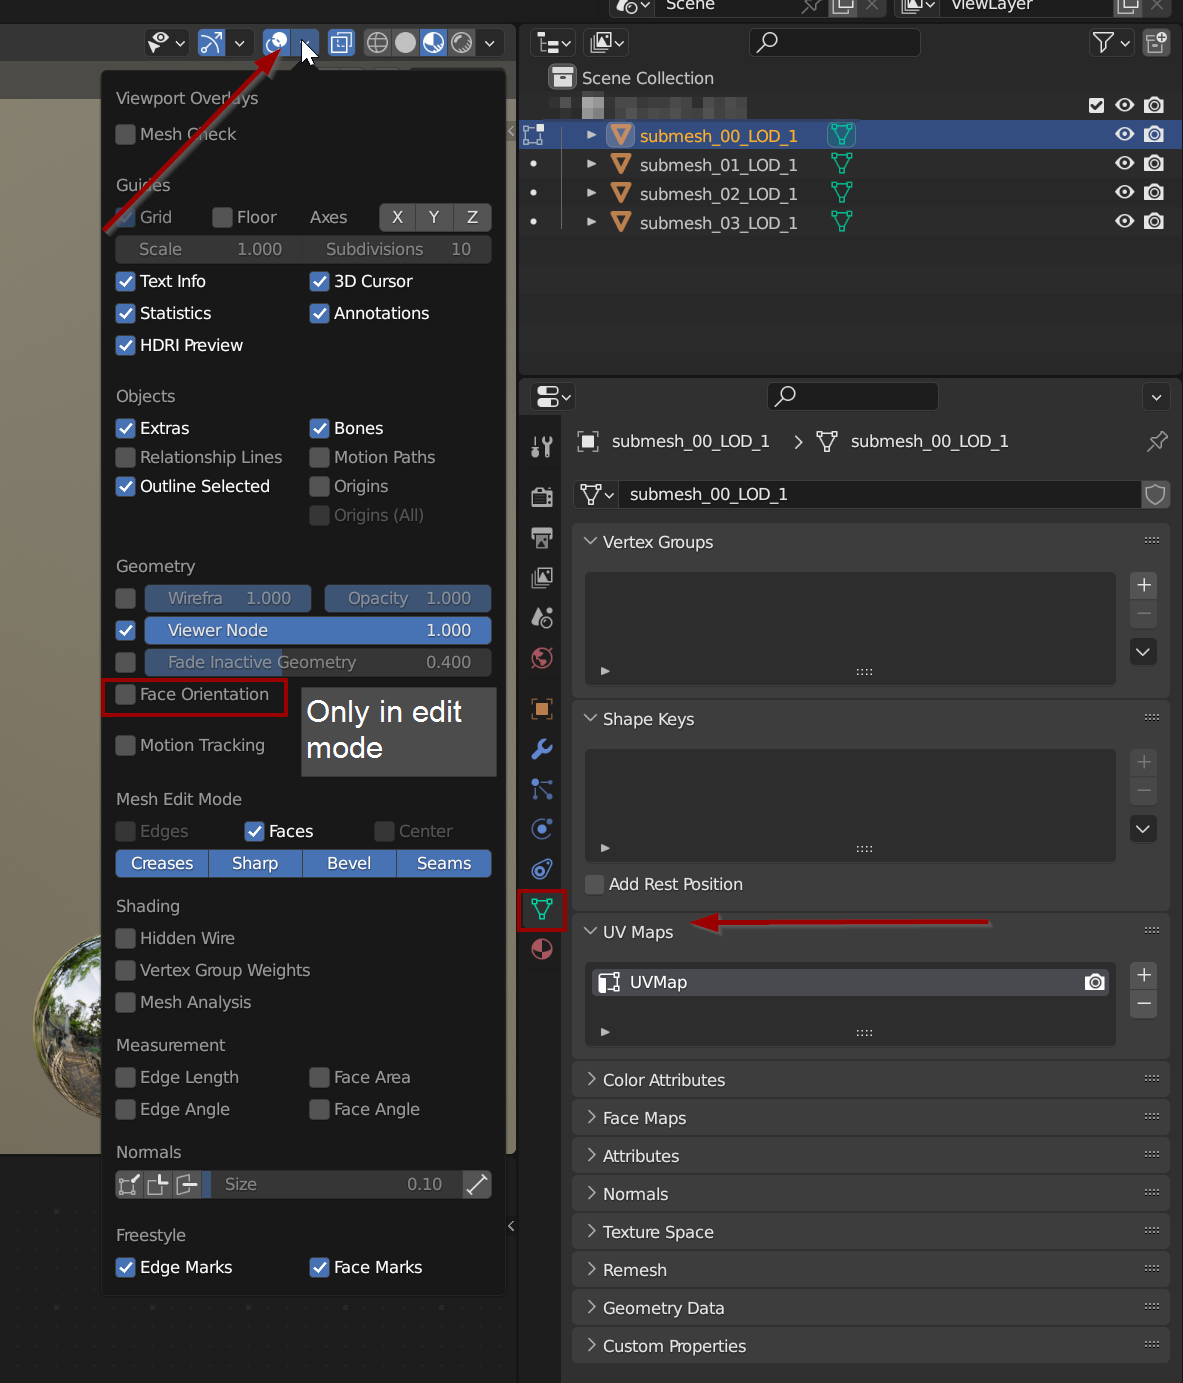 Scene
ViewLayer
Viewport Overlays
Mesh Check
Guides
Grid
Floor
Axes
X
Y
Z
Scale 1.000
Subdivisions 10
Text Info
3D Cursor
Statistics
Annotations
HDRI Preview
Objects
Extras
Bones
Relationship Lines
Motion Paths
Outline Selected
Origins
Origins (All)
Geometry
Wirefra 1.000
Opacity 1.000
Viewer Node 1.000
Fade Inactive Geometry 0.400
Face Orientation
Only in edit
mode
Motion Tracking
Mesh Edit Mode
Edges
Faces
Center
Creases
Sharp
Bevel
Seams
Shading
Hidden Wire
Vertex Group Weights
Mesh Analysis
Measurement
Edge Length
Face Area
Edge Angle
Face Angle
Normals
Size 0.10
Freestyle
Edge Marks
Face Marks
Scene Collection
submesh_00_LOD_1
submesh_01_LOD_1
submesh_02_LOD_1
submesh_03_LOD_1
submesh_00_LOD_1
submesh_00_LOD_1
submesh_00_LOD_1
Vertex Groups
Shape Keys
Add Rest Position
UV Maps
UVMap
Color Attributes
Face Maps
Attributes
Normals
Texture Space
Remesh
Geometry Data
Custom Properties